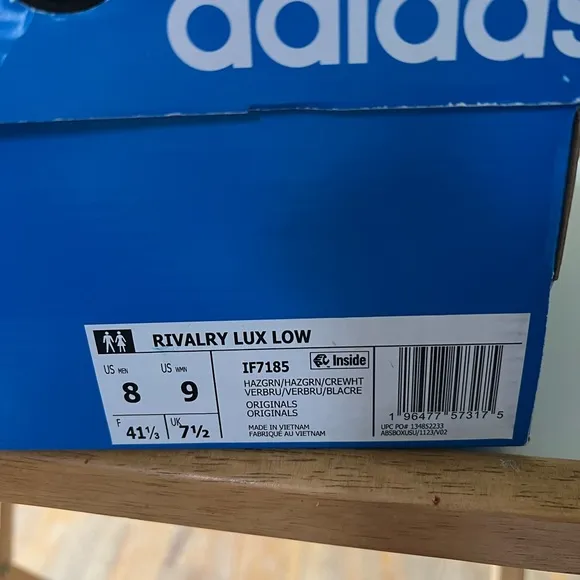 adidas
RIVALRY LUX LOW
US MEN 8
US WMN 9
F 41⅓
UK 7½
IF7185
Inside
HAZGRN/HAZGRN/CREWHT
VERBRU/VERBRU/BLACRE
ORIGINALS
ORIGINALS
MADE IN VIETNAM
FABRIQUÉ AU VIETNAM
1 96477 57317 5
UPC PO# 134852233
ABSBOXUSU/1123/V02